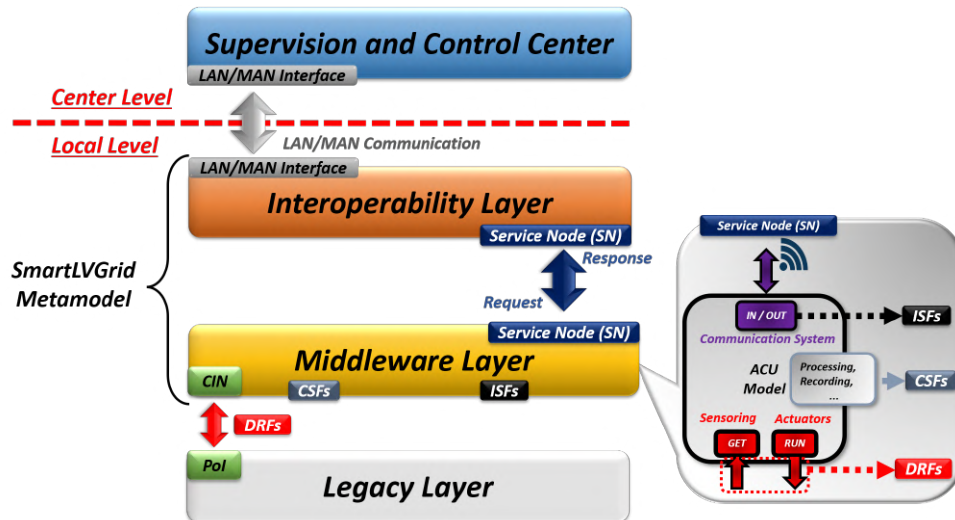 Supervision and Control Center
LAN/MAN Interface
Center Level
Local Level
LAN/MAN Communication
LAN/MAN Interface
Interoperability Layer
Service Node (SN)
Response
Request
SmartLVGrid
Metamodel
Service Node (SN)
Middleware Layer
CIN
CSFs
ISFs
DRFs
PoI
Legacy Layer
Service Node (SN)
IN / OUT
ISFs
Communication System
ACU
Model
Processing,
Recording,
...
CSFs
Sensoring
Actuators
GET
RUN
DRFs